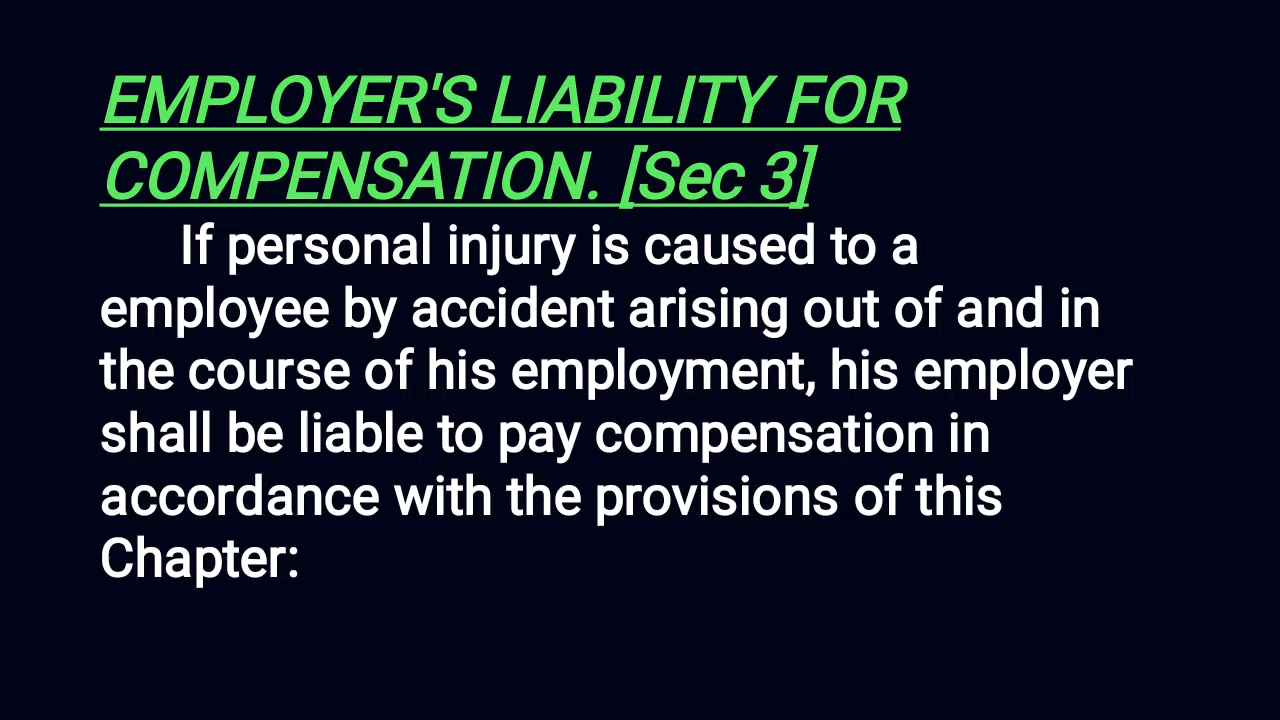 EMPLOYER'S LIABILITY FOR
COMPENSATION. [Sec 3]
If personal injury is caused to a
employee by accident arising out of and in
the course of his employment, his employer
shall be liable to pay compensation in
accordance with the provisions of this
Chapter: